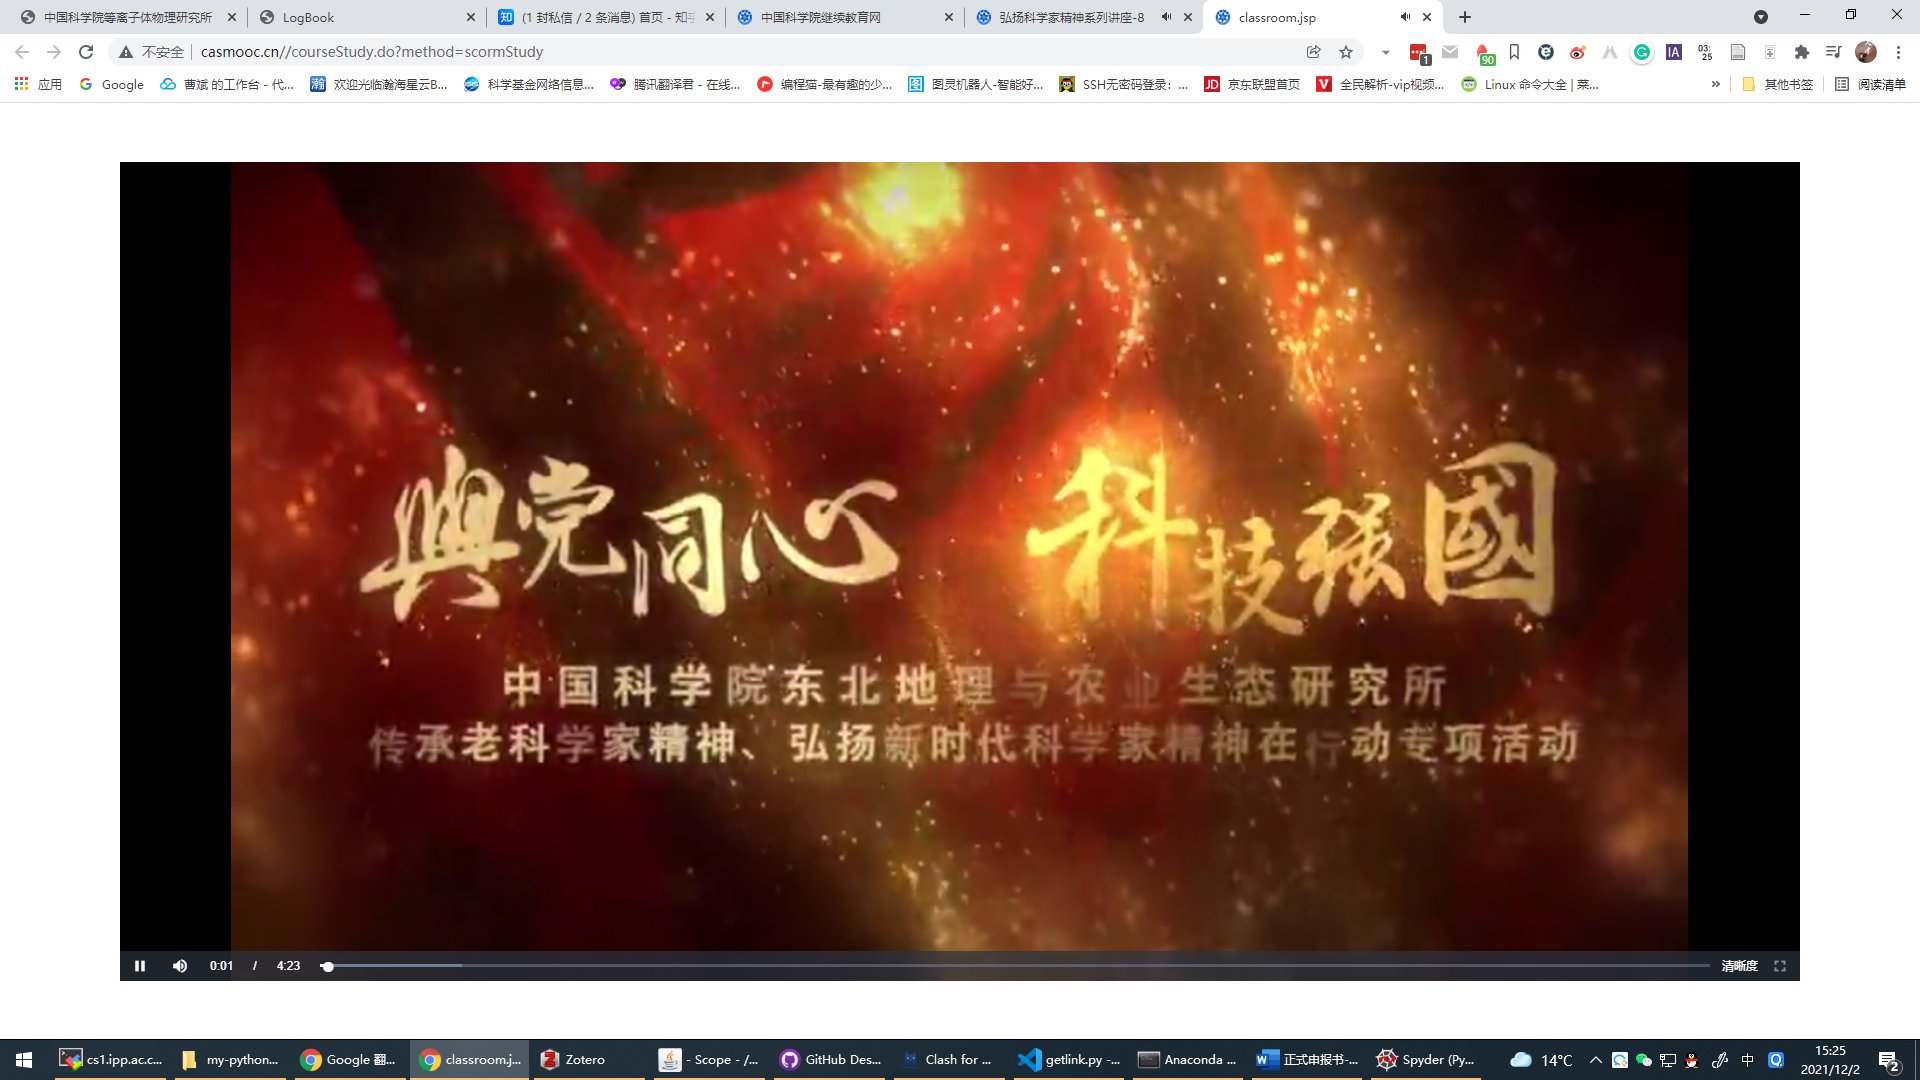 中国科学院等离子体物理研究所
LogBook
(1 封私信 / 2 条消息) 首页 - 知乎
中国科学院继续教育网
弘扬科学家精神系列讲座-8
classroom.jsp
不安全
casmooc.cn//courseStudy.do?method=scormStudy
1
90
IA
03:
25
应用
Google
曹斌 的工作台 - 代...
欢迎光临瀚海星云B...
科学基金网络信息...
腾讯翻译君 - 在线...
编程猫-最有趣的少...
图灵机器人-智能好...
SSH无密码登录: ...
京东联盟首页
全民解析-vip视频...
Linux 命令大全 | 菜...
»
其他书签
阅读清单
與党同心 科技强國
中国科学院东北地理与农业生态研究所
传承老科学家精神、弘扬新时代科学家精神在行动专项活动
0:01 / 4:23
清晰度
cs1.ipp.ac.c...
my-python...
Google 翻...
classroom.j...
Zotero
- Scope - /...
GitHub Des...
Clash for ...
getlink.py -...
Anaconda ...
正式申报书-...
Spyder (Py...
14°C
中
15:25
2021/12/2
2